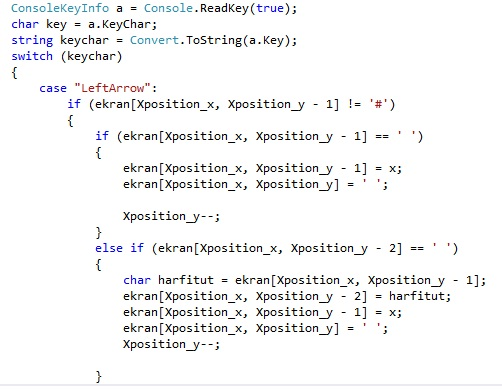 ConsoleKeyInfo a = Console.ReadKey(true);
char key = a.KeyChar;
string keychar = Convert.ToString(a.Key);
switch (keychar)
{
case "LeftArrow":
if (ekran[Xposition_x, Xposition_y - 1] != '#')
{
if (ekran[Xposition_x, Xposition_y - 1] == ' ')
{
ekran[Xposition_x, Xposition_y - 1] = x;
ekran[Xposition_x, Xposition_y] = ' ';
Xposition_y--;
}
else if (ekran[Xposition_x, Xposition_y - 2] == ' ')
{
char harfitut = ekran[Xposition_x, Xposition_y - 1];
ekran[Xposition_x, Xposition_y - 2] = harfitut;
ekran[Xposition_x, Xposition_y - 1] = x;
ekran[Xposition_x, Xposition_y] = ' ';
Xposition_y--;
}